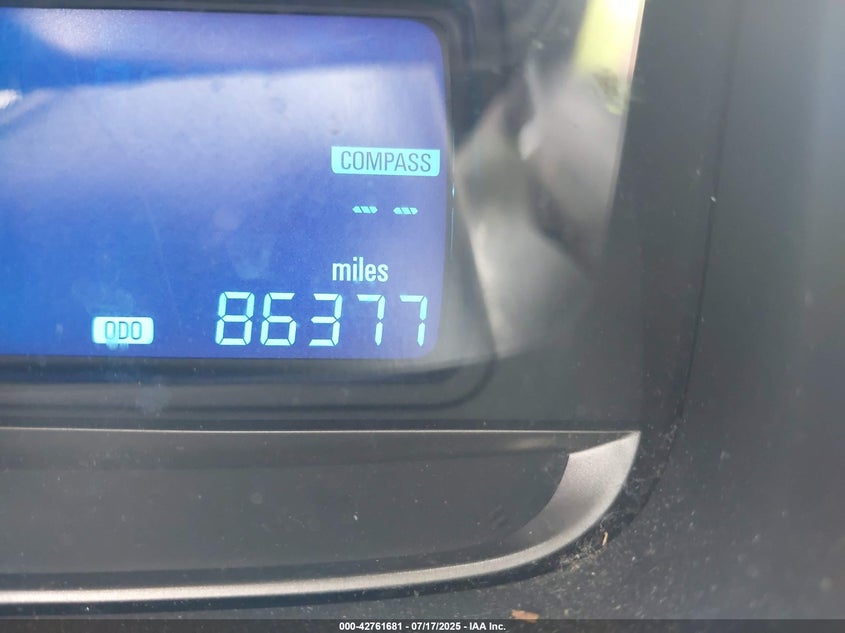 COMPASS
-- --
miles
ODO 86377
000-42761681 - 07/17/2025 - IAA Inc.